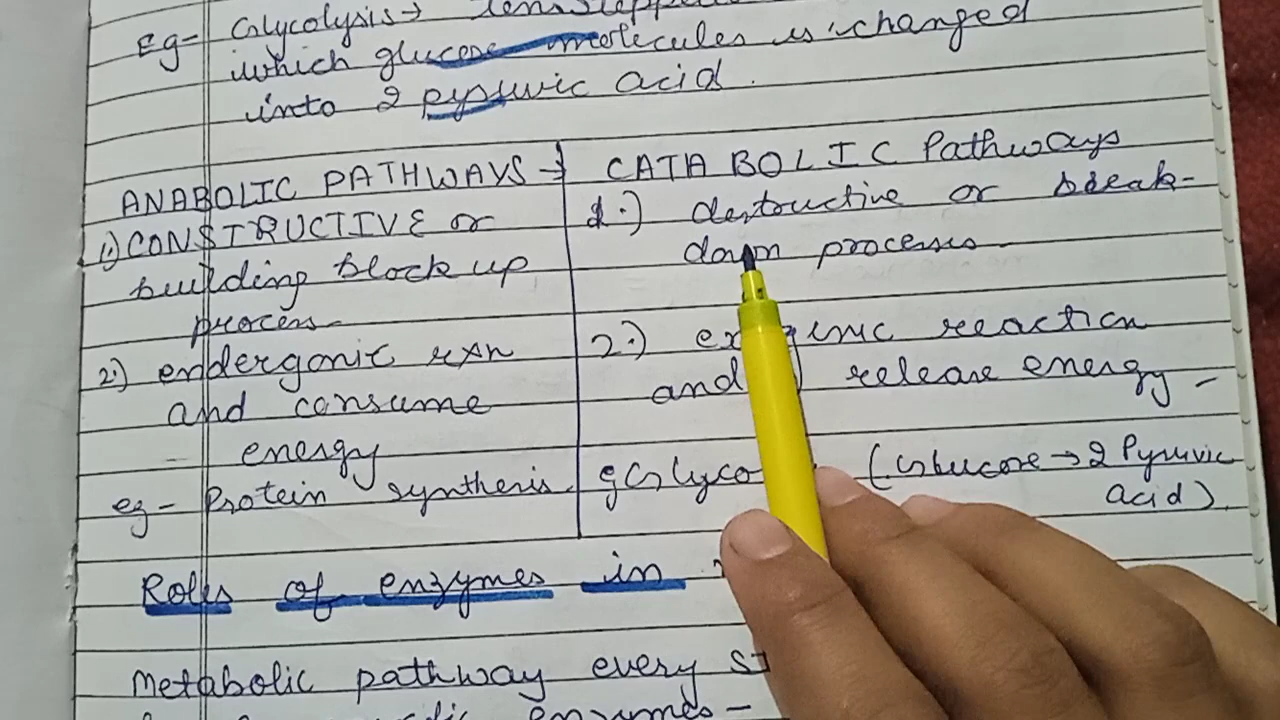 Eg- Glycolysis →
which glucose molecules is changed
into 2 pyruvic acid.
ANABOLIC PATHWAYS →
1) CONSTRUCTIVE or
building block up
process-
2.) endergonic rxn
and consume
energy
eg- Protein synthesis.
CATABOLIC Pathways
1.) destructive or break-
down processes-
2.) reaction
and release energy-
(Glucose → 2 Pyruvic
acid).
Roles of enzymes in
Metabolic pathway every
enzymes-